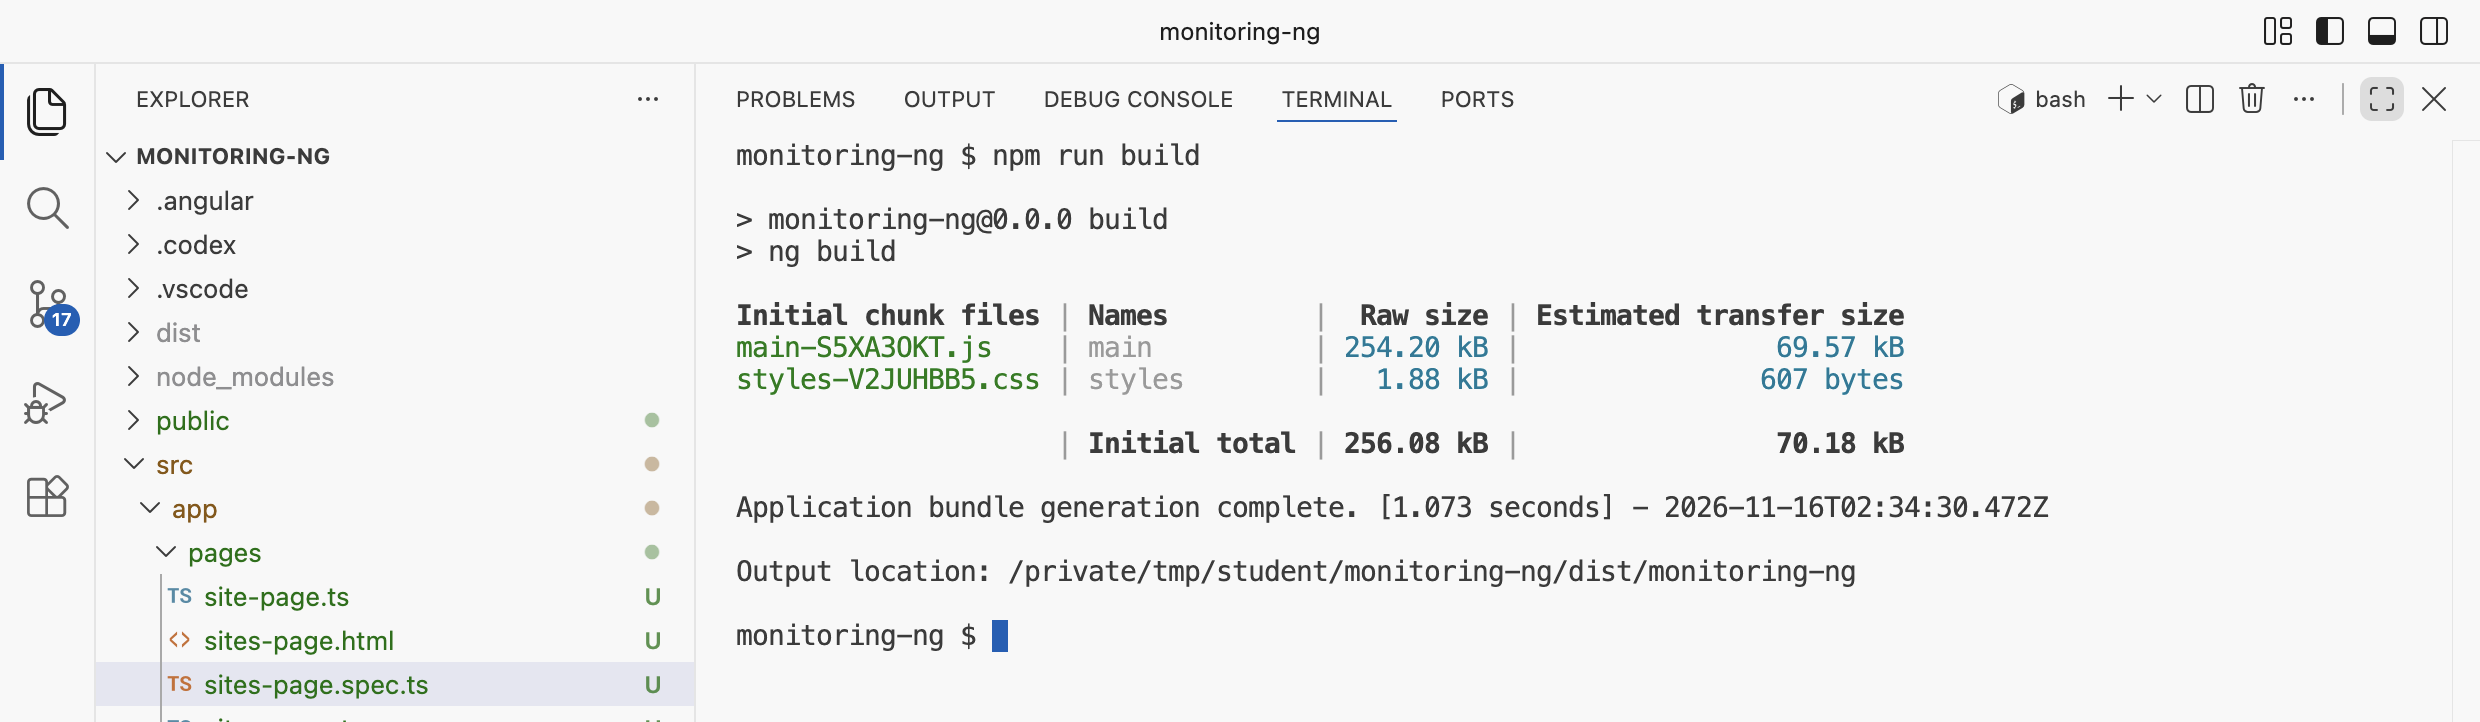 monitoring-ng
EXPLORER
MONITORING-NG
.angular
.codex
.vscode
17
dist
node_modules
public
src
app
pages
TS site-page.ts U
<> sites-page.html U
TS sites-page.spec.ts U
PROBLEMS OUTPUT DEBUG CONSOLE TERMINAL PORTS bash
monitoring-ng $ npm run build
> monitoring-ng@0.0.0 build
> ng build
Initial chunk files | Names | Raw size | Estimated transfer size
main-S5XA3OKT.js | main | 254.20 kB | 69.57 kB
styles-V2JUHBB5.css | styles | 1.88 kB | 607 bytes
| Initial total | 256.08 kB | 70.18 kB
Application bundle generation complete. [1.073 seconds] - 2026-11-16T02:34:30.472Z
Output location: /private/tmp/student/monitoring-ng/dist/monitoring-ng
monitoring-ng $